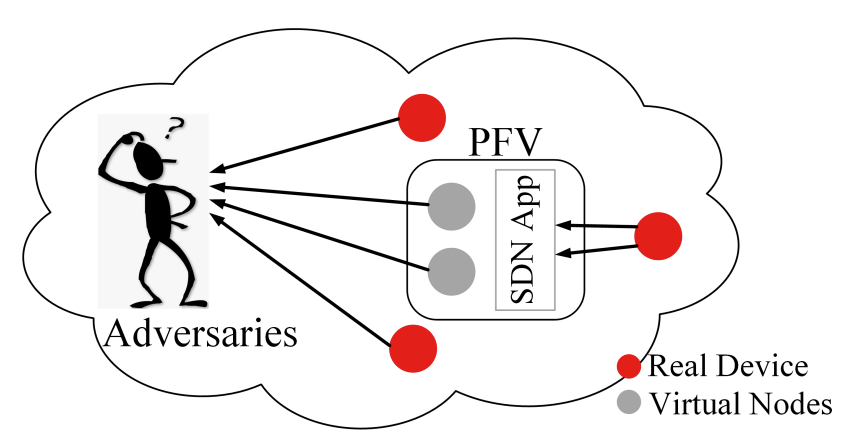 ?
PFV
SDN App
Adversaries
Real Device
Virtual Nodes